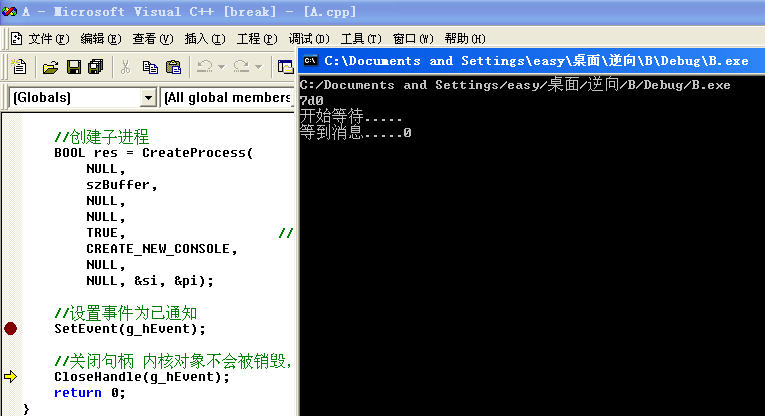 A - Microsoft Visual C++ [break] - [A.cpp]
文件(F) 编辑(E) 查看(V) 插入(I) 工程(P) 调试(D) 工具(T) 窗口(W) 帮助(H)
(Globals) (All global members
//创建子进程
BOOL res = CreateProcess(
NULL,
szBuffer,
NULL,
NULL,
TRUE, //
CREATE_NEW_CONSOLE,
NULL,
NULL, &si, &pi);
//设置事件为已通知
SetEvent(g_hEvent);
//关闭句柄 内核对象不会被销毁,
CloseHandle(g_hEvent);
return 0;
}
C:\Documents and Settings\easy\桌面\逆向\B\Debug\B.exe
C:/Documents and Settings/easy/桌面/逆向/B/Debug/B.exe
7d0
开始等待.....
等到消息.....0